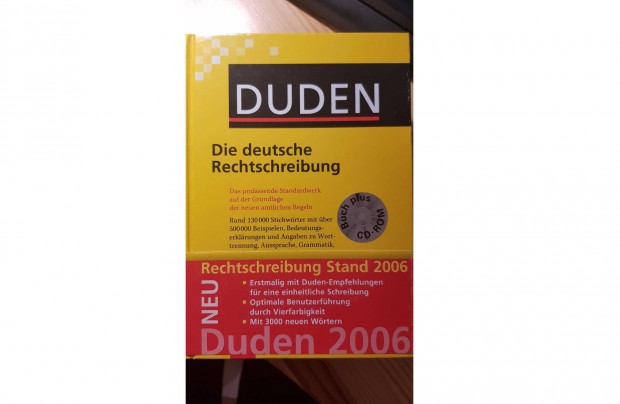 DUDEN
Die deutsche
Rechtschreibung
Das umfassende Standardwerk
auf der Grundlage
der neuen amtlichen Regeln
Rund 130 000 Stichwörter mit über
500 000 Beispielen, Bedeutungs-
erklärungen und Angaben zu Wort-
trennung, Aussprache, Grammatik,
Buch plus
CD-ROM
Rechtschreibung Stand 2006
NEU
Erstmalig mit Duden-Empfehlungen
für eine einheitliche Schreibung
Optimale Benutzerführung
durch Vierfarbigkeit
Mit 3000 neuen Wörtern
Duden 2006